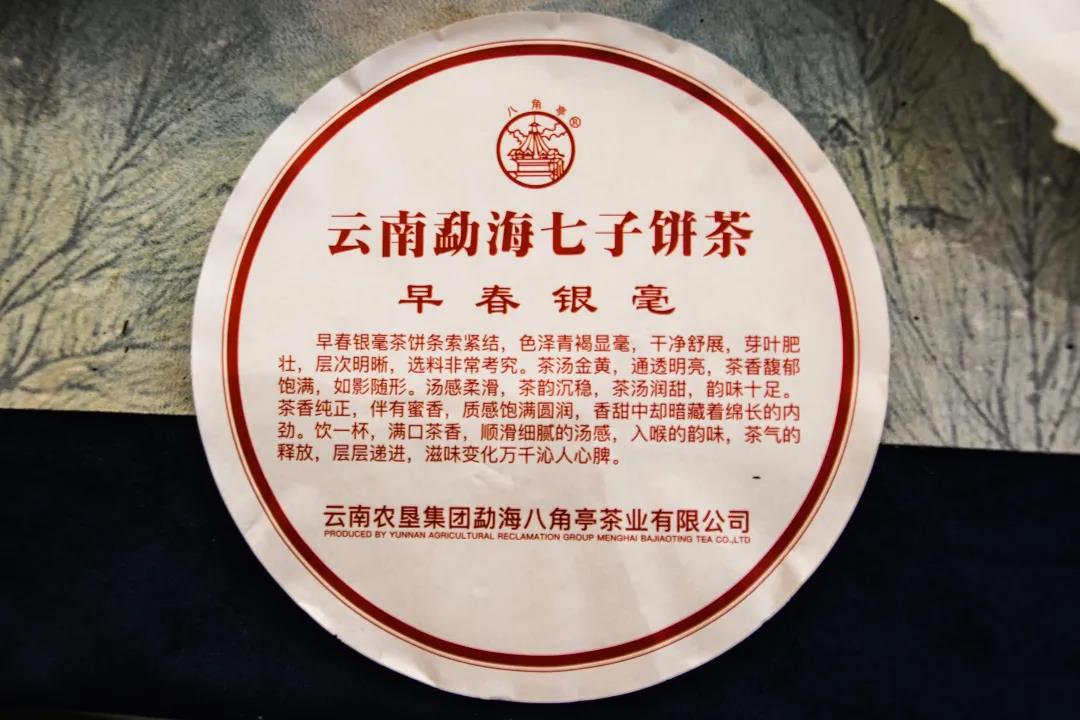 八角亭
®
云南勐海七子饼茶
早春银毫
早春银毫茶饼条索紧结，色泽青褐显毫，干净舒展，芽叶肥
壮，层次明晰，选料非常考究。茶汤金黄，通透明亮，茶香馥郁
饱满，如影随形。汤感柔滑，茶韵沉稳，茶汤润甜，韵味十足。
茶香纯正，伴有蜜香，质感饱满圆润，香甜中却暗藏着绵长的内
劲。饮一杯，满口茶香，顺滑细腻的汤感，入喉的韵味，茶气的
释放，层层递进，滋味变化万千沁人心脾。
云南农垦集团勐海八角亭茶业有限公司
PRODUCED BY YUNNAN AGRICULTURAL RECLAMATION GROUP MENGHAI BAJIAOTING TEA CO.,LTD